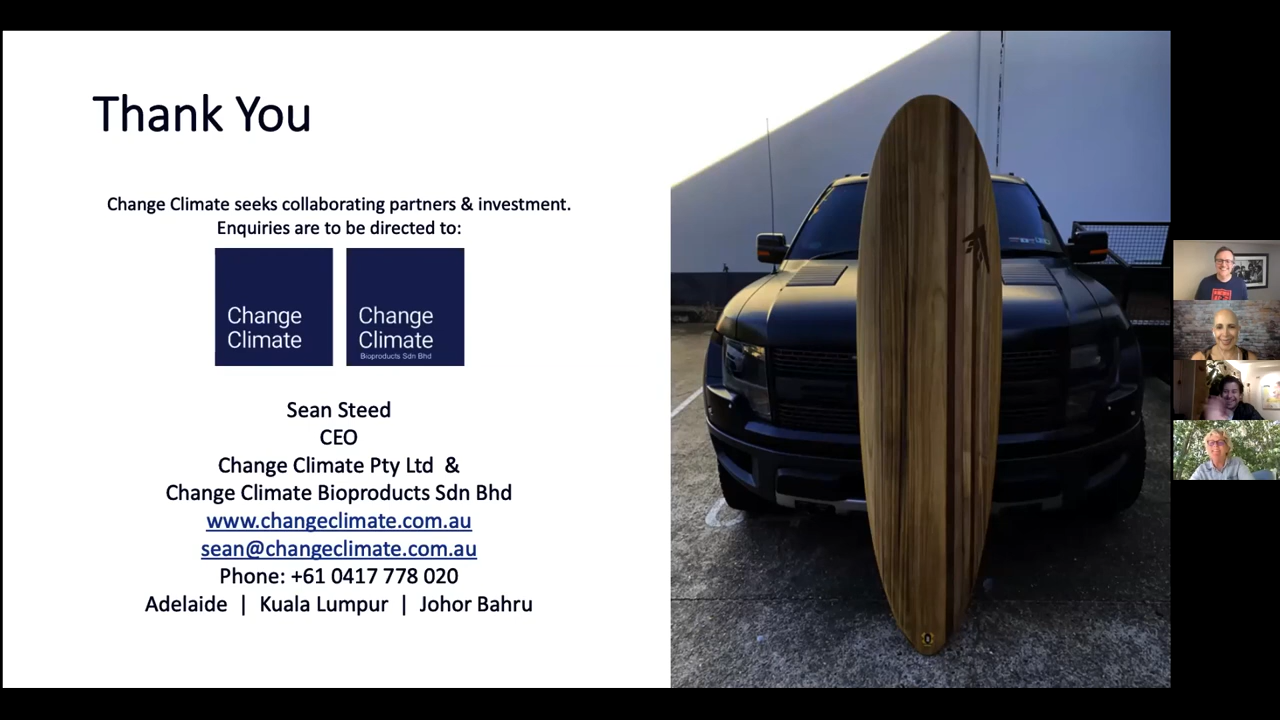 Thank You
Change Climate seeks collaborating partners & investment.
Enquiries are to be directed to:
Change
Climate
Change
Climate
Bioproducts Sdn Bhd
Sean Steed
CEO
Change Climate Pty Ltd &
Change Climate Bioproducts Sdn Bhd
www.changeclimate.com.au
sean@changeclimate.com.au
Phone: +61 0417 778 020
Adelaide | Kuala Lumpur | Johor Bahru